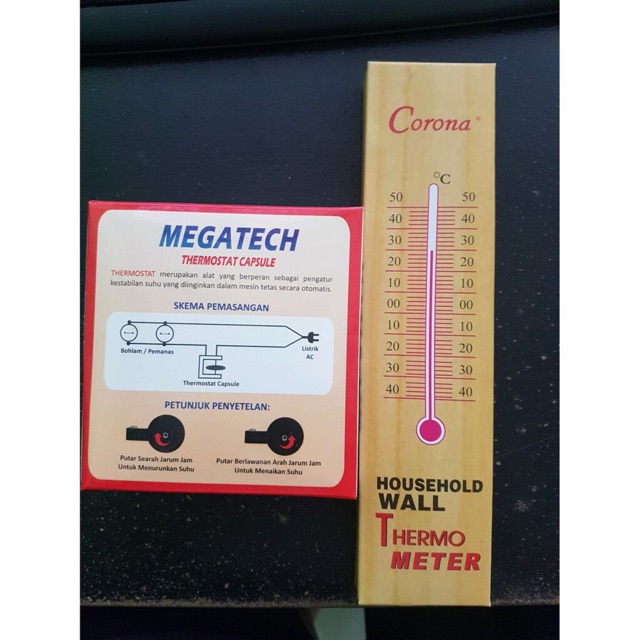 MEGATECH
THERMOSTAT CAPSULE
THERMOSTAT merupakan alat yang berperan sebagai pengatur
kestabilan suhu yang diinginkan dalam mesin tetas secara otomatis.
SKEMA PEMASANGAN
Bohlam / Pemanas
Listrik
AC
Thermostat Capsule
PETUNJUK PENYETELAN:
Putar Searah Jarum Jam
Untuk Menurunkan Suhu
Putar Berlawanan Arah Jarum Jam
Untuk Menaikan Suhu
Corona
°C
50 50
40 40
30 30
20 20
10 10
00 00
10 10
20 20
30 30
40 40
HOUSEHOLD
WALL
THERMO
METER